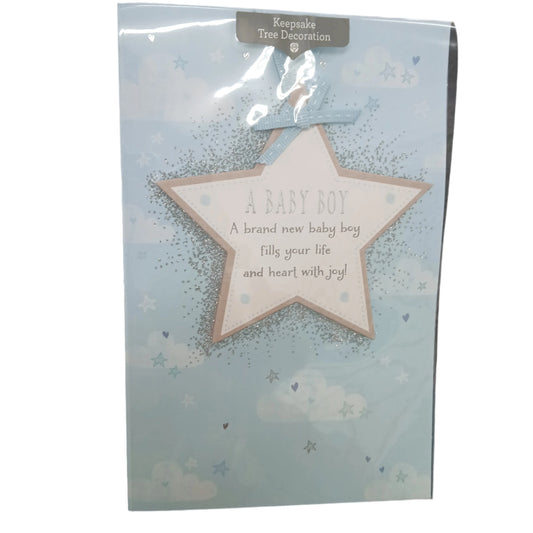 Keepsake
Tree Decoration
A BABY BOY
A brand new baby boy
fills your life
and heart with joy!